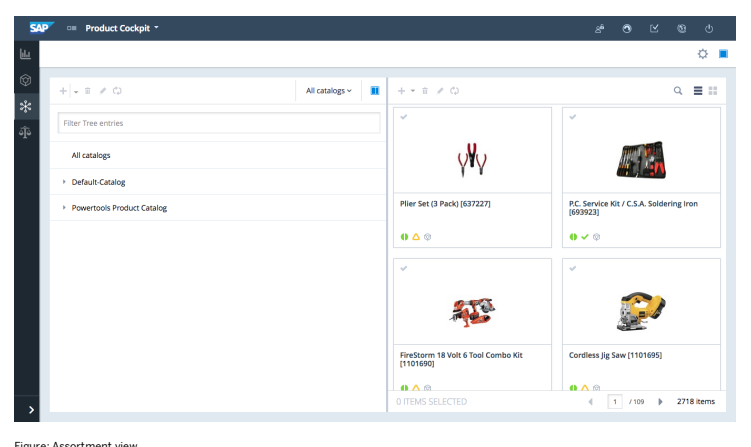 SAP Product Cockpit
All catalogs
Filter Tree entries
All catalogs
Default-Catalog
Powertools Product Catalog
Plier Set (3 Pack) [637227]
P.C. Service Kit / C.S.A. Soldering Iron
[693923]
FireStorm 18 Volt 6 Tool Combo Kit
[1101690]
Cordless Jig Saw [1101695]
0 ITEMS SELECTED
1 / 109
2718 items
Figure: Assortment view